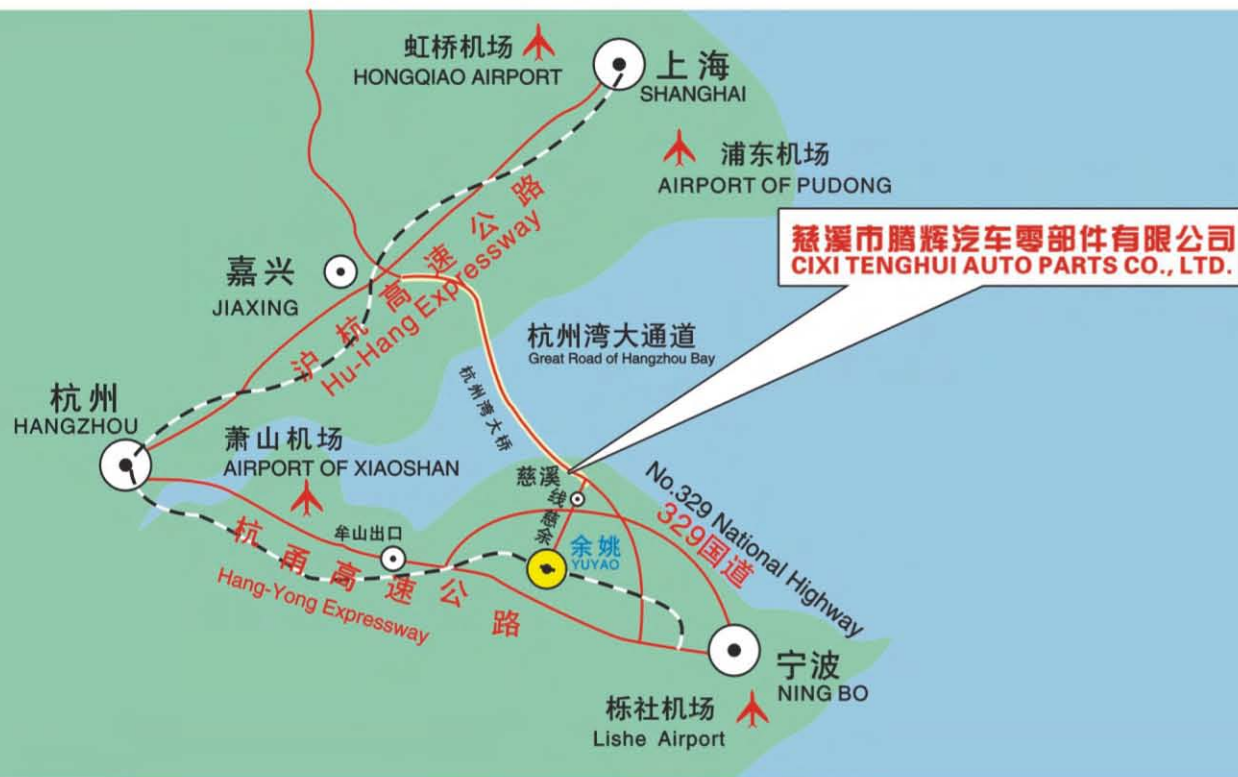 虹桥机场
HONGQIAO AIRPORT
上海
SHANGHAI
浦东机场
AIRPORT OF PUDONG
慈溪市腾辉汽车零部件有限公司
CIXI TENGHUI AUTO PARTS CO., LTD.
嘉兴
JIAXING
沪杭高速公路
Hu-Hang Expressway
杭州湾大通道
Great Road of Hangzhou Bay
杭州湾大桥
杭州
HANGZHOU
萧山机场
AIRPORT OF XIAOSHAN
慈溪
线慈余
No.329 National Highway
329国道
牟山出口
余姚
YUYAO
杭甬高速公路
Hang-Yong Expressway
宁波
NING BO
栎社机场
Lishe Airport